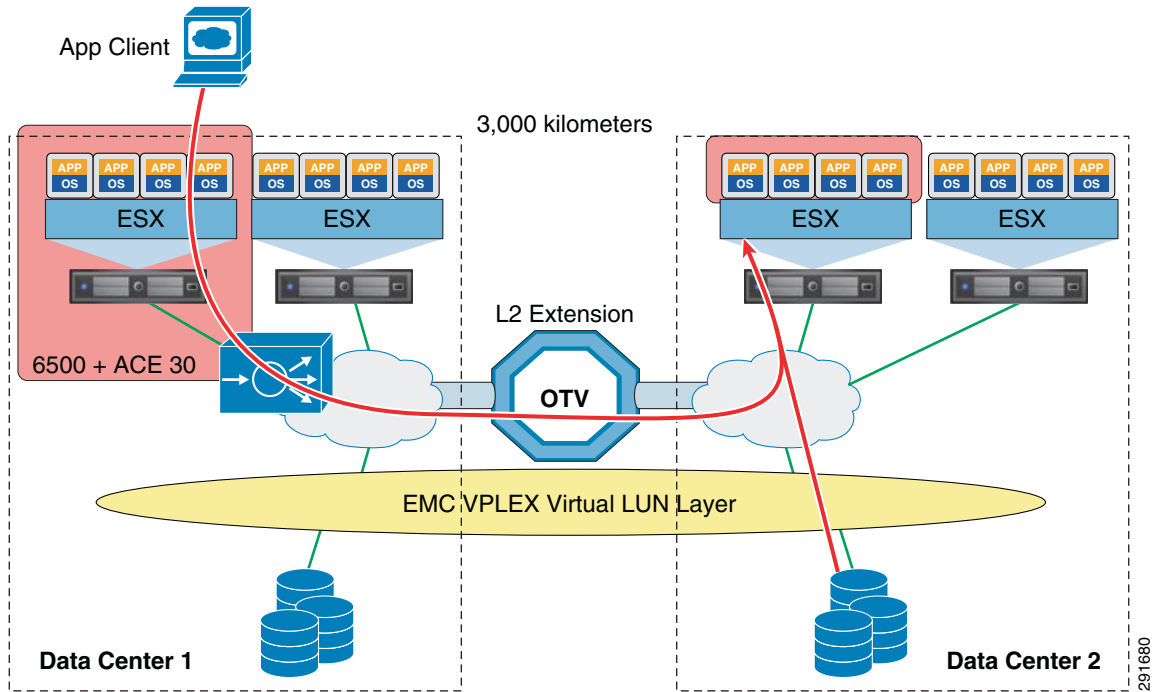 App Client
3,000 kilometers
APP APP APP APP APP APP APP APP
OS OS OS OS OS OS OS OS
ESX ESX
APP APP APP APP APP APP APP APP
OS OS OS OS OS OS OS OS
ESX ESX
L2 Extension
6500 + ACE 30
OTV
EMC VPLEX Virtual LUN Layer
Data Center 1
Data Center 2
291680